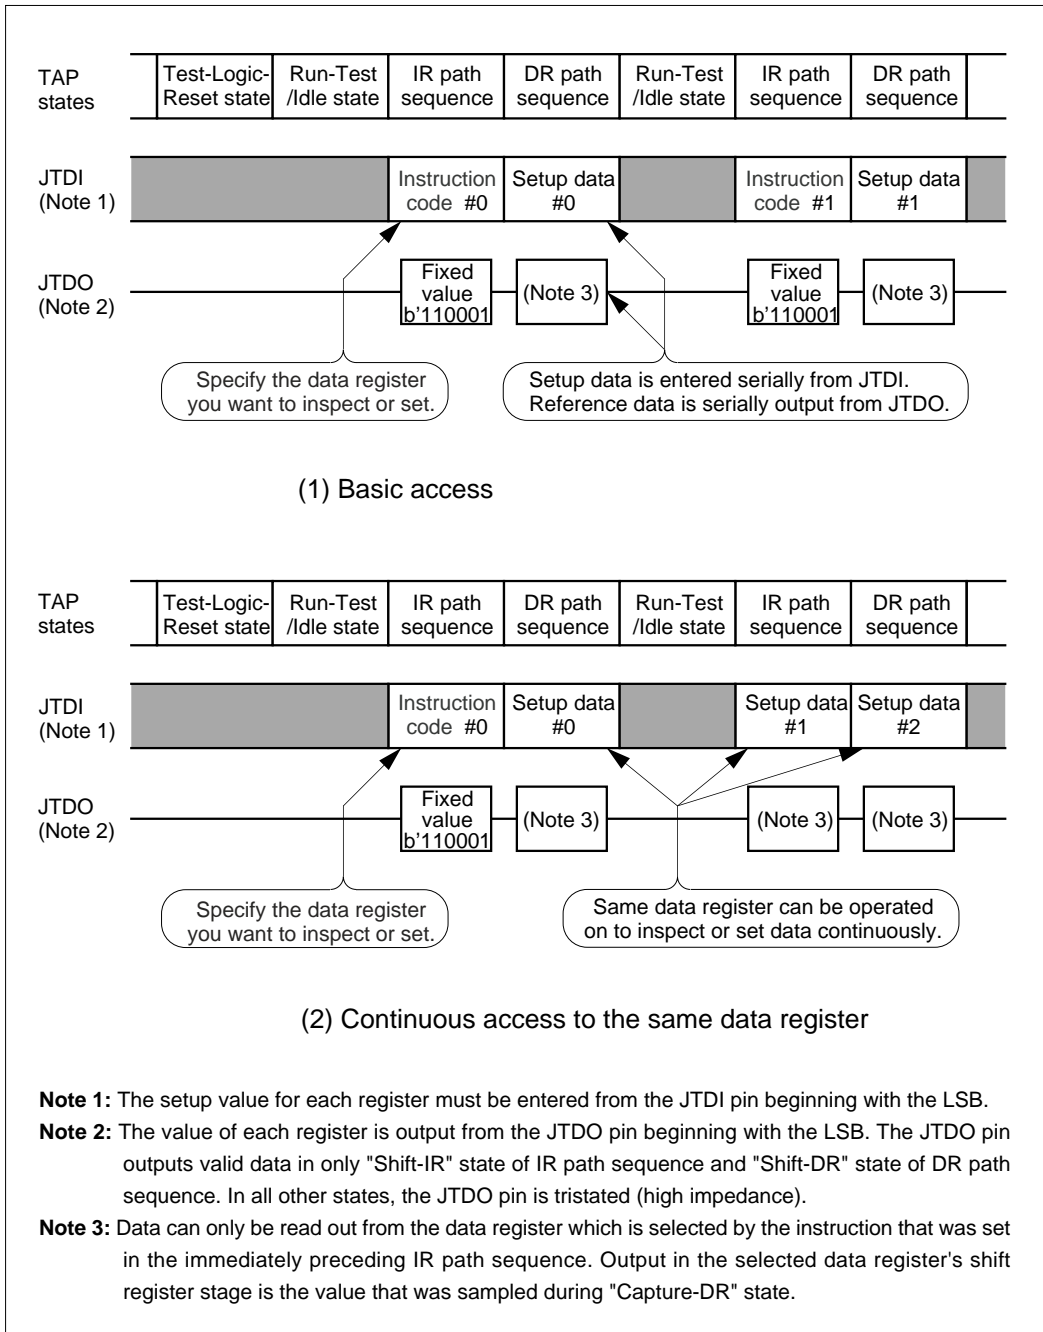 TAP
states
Test-Logic-
Reset state
Run-Test
/Idle state
IR path
sequence
DR path
sequence
Run-Test
/Idle state
IR path
sequence
DR path
sequence
JTDI
(Note 1)
Instruction
code #0
Setup data
#0
Instruction
code #1
Setup data
#1
JTDO
(Note 2)
Fixed
value
b'110001
(Note 3)
Fixed
value
b'110001
(Note 3)
Specify the data register
you want to inspect or set.
Setup data is entered serially from JTDI.
Reference data is serially output from JTDO.
(1) Basic access
TAP
states
Test-Logic-
Reset state
Run-Test
/Idle state
IR path
sequence
DR path
sequence
Run-Test
/Idle state
IR path
sequence
DR path
sequence
JTDI
(Note 1)
Instruction
code #0
Setup data
#0
Setup data
#1
Setup data
#2
JTDO
(Note 2)
Fixed
value
b'110001
(Note 3)
(Note 3)
(Note 3)
Specify the data register
you want to inspect or set.
Same data register can be operated
on to inspect or set data continuously.
(2) Continuous access to the same data register
Note 1: The setup value for each register must be entered from the JTDI pin beginning with the LSB.
Note 2: The value of each register is output from the JTDO pin beginning with the LSB. The JTDO pin
outputs valid data in only "Shift-IR" state of IR path sequence and "Shift-DR" state of DR path
sequence. In all other states, the JTDO pin is tristated (high impedance).
Note 3: Data can only be read out from the data register which is selected by the instruction that was set
in the immediately preceding IR path sequence. Output in the selected data register's shift
register stage is the value that was sampled during "Capture-DR" state.